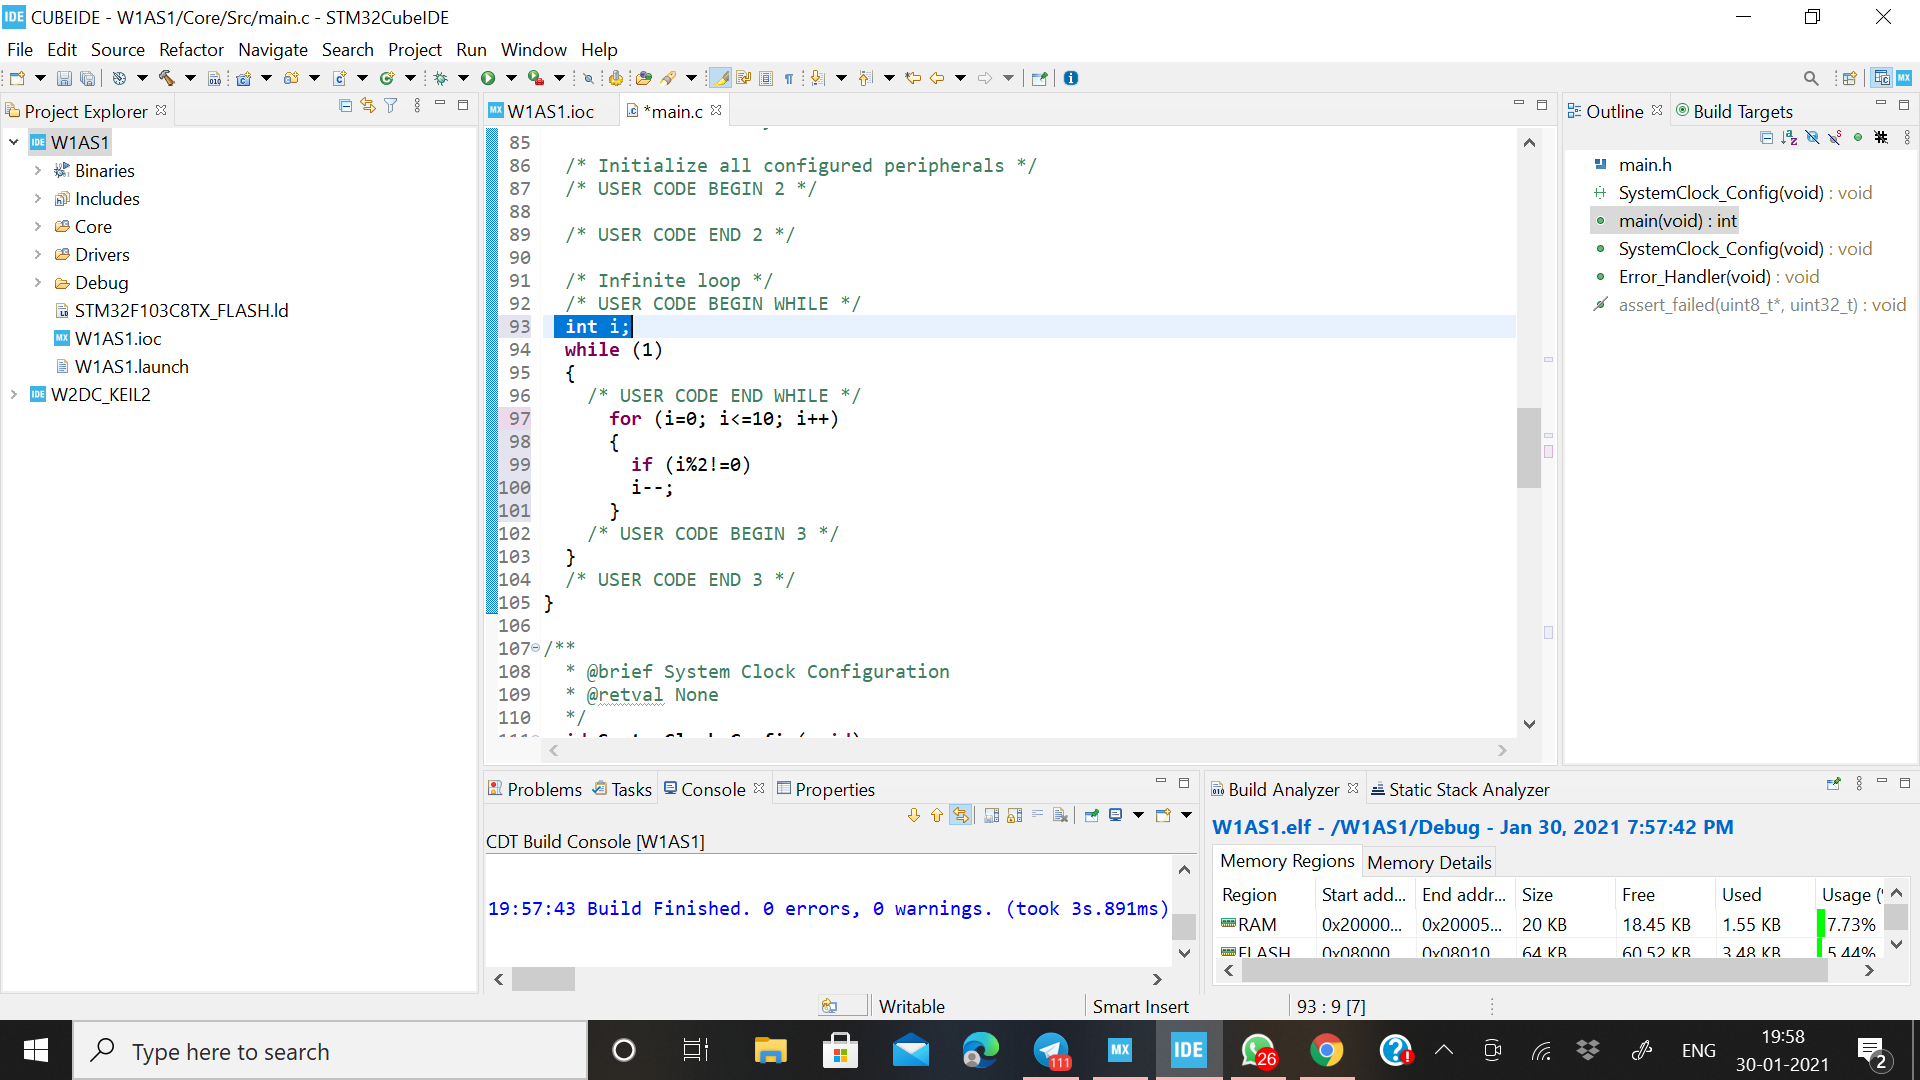 CUBEIDE - W1AS1/Core/Src/main.c - STM32CubeIDE
File Edit Source Refactor Navigate Search Project Run Window Help
Project Explorer
W1AS1
Binaries
Includes
Core
Drivers
Debug
STM32F103C8TX_FLASH.ld
W1AS1.ioc
W1AS1.launch
W2DC_KEIL2
W1AS1.ioc
*main.c
85
86 /* Initialize all configured peripherals */
87 /* USER CODE BEGIN 2 */
88
89 /* USER CODE END 2 */
90
91 /* Infinite loop */
92 /* USER CODE BEGIN WHILE */
93 int i;
94 while (1)
95 {
96 /* USER CODE END WHILE */
97 for (i=0; i<=10; i++)
98 {
99 if (i%2!=0)
100 i--;
101 }
102 /* USER CODE BEGIN 3 */
103 }
104 /* USER CODE END 3 */
105 }
106
107 /**
108 * @brief System Clock Configuration
109 * @retval None
110 */
Outline
Build Targets
main.h
SystemClock_Config(void) : void
main(void) : int
SystemClock_Config(void) : void
Error_Handler(void) : void
assert_failed(uint8_t*, uint32_t) : void
Problems Tasks Console Properties
CDT Build Console [W1AS1]
19:57:43 Build Finished. 0 errors, 0 warnings. (took 3s.891ms)
Build Analyzer Static Stack Analyzer
W1AS1.elf - /W1AS1/Debug - Jan 30, 2021 7:57:42 PM
Memory Regions Memory Details
Region Start add... End addr... Size Free Used Usage (
RAM 0x20000... 0x20005... 20 KB 18.45 KB 1.55 KB 7.73%
FLASH 0x08000... 0x08010... 64 KB 60.52 KB 3.48 KB 5.44%
Writable Smart Insert 93 : 9 [7]
Type here to search
111
MX
IDE
26
ENG
19:58
30-01-2021
2